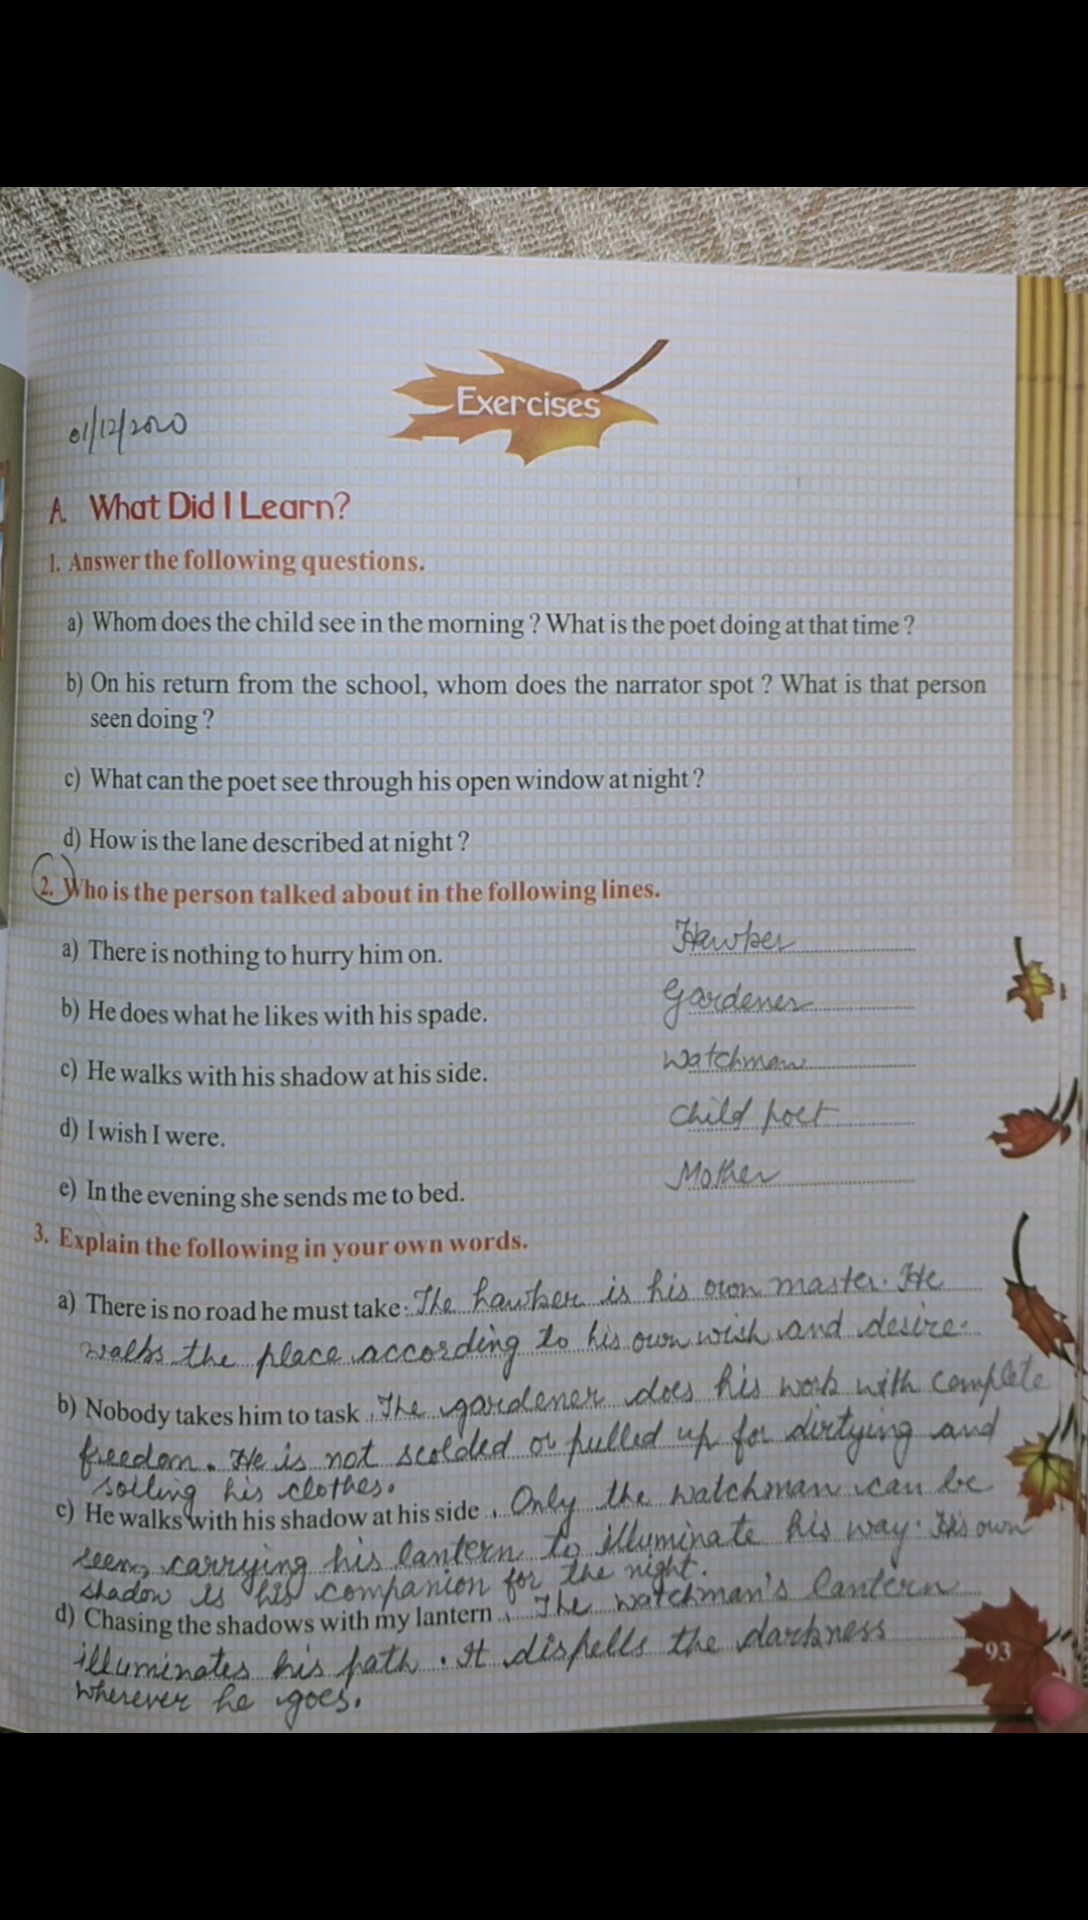 Exercises
01/12/2020
A. What Did I Learn?
1. Answer the following questions.
a) Whom does the child see in the morning ? What is the poet doing at that time ?
b) On his return from the school, whom does the narrator spot ? What is that person
seen doing ?
c) What can the poet see through his open window at night ?
d) How is the lane described at night ?
2. Who is the person talked about in the following lines.
a) There is nothing to hurry him on. Hawker
b) He does what he likes with his spade. Gardener
c) He walks with his shadow at his side. Watchman
d) I wish I were. Child poet
e) In the evening she sends me to bed. Mother
3. Explain the following in your own words.
a) There is no road he must take. The hawker is his own master. He
walks the place according to his own wish and desire.
b) Nobody takes him to task. The gardener does his work with complete
freedom. He is not scolded or pulled up for dirtying and
soiling his clothes.
c) He walks with his shadow at his side. Only the watchman can be
seen, carrying his lantern to illuminate his way. His own
shadow is his companion for the night.
d) Chasing the shadows with my lantern. The watchman's lantern
illuminates his path. It dispells the darkness
wherever he goes.
93